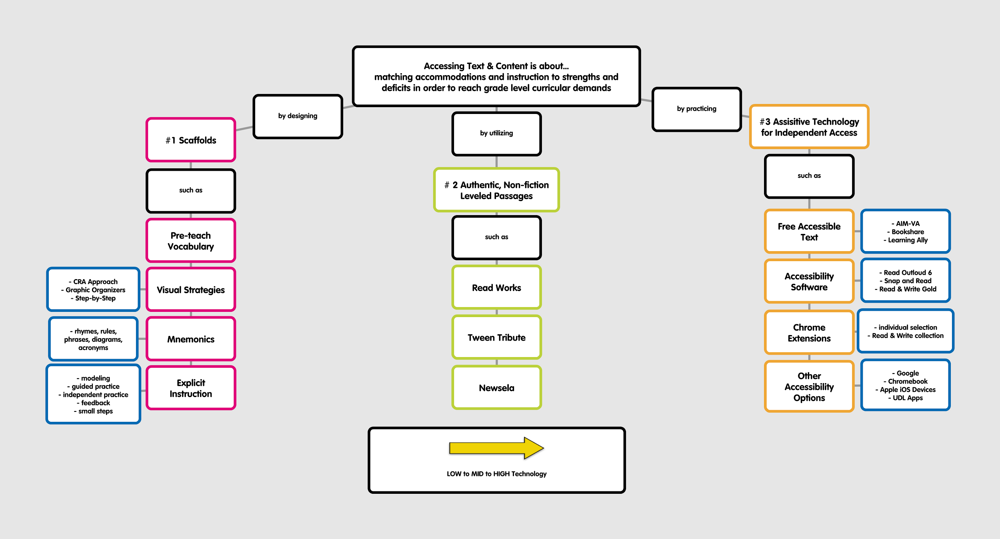 Accessing Text & Content is about...
matching accommodations and instruction to strengths and
deficits in order to reach grade level curricular demands
by designing
#1 Scaffolds
such as
Pre-teach
Vocabulary
Visual Strategies
- CRA Approach
- Graphic Organizers
- Step-by-Step
Mnemonics
- rhymes, rules,
phrases, diagrams,
acronyms
Explicit
Instruction
- modeling
- guided practice
- independent practice
- feedback
- small steps
by utilizing
# 2 Authentic, Non-fiction
Leveled Passages
such as
Read Works
Tween Tribute
Newsela
by practicing
#3 Assisitive Technology
for Independent Access
such as
Free Accessible
Text
- AIM-VA
- Bookshare
- Learning Ally
Accessibility
Software
- Read Outloud 6
- Snap and Read
- Read & Write Gold
Chrome
Extensions
- individual selection
- Read & Write collection
Other
Accessibility
Options
- Google
- Chromebook
- Apple iOS Devices
- UDL Apps
LOW to MID to HIGH Technology